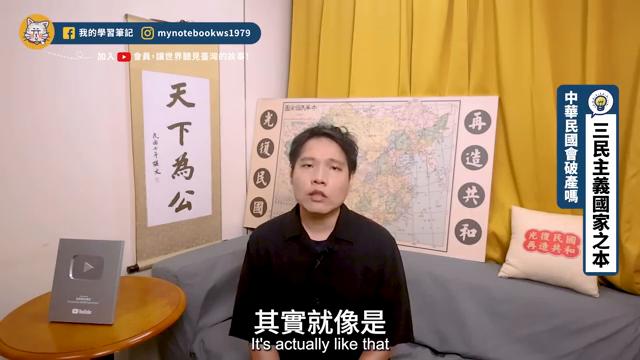 我的學習筆記
mynotebookws1979
加入 會員,讓世界聽見臺灣的故事!
三民主義國家之本
中華民國會破產嗎
天下為公
光復民國
再造共和
光復民國
再造共和
YouTube
其實就像是
It's actually like that